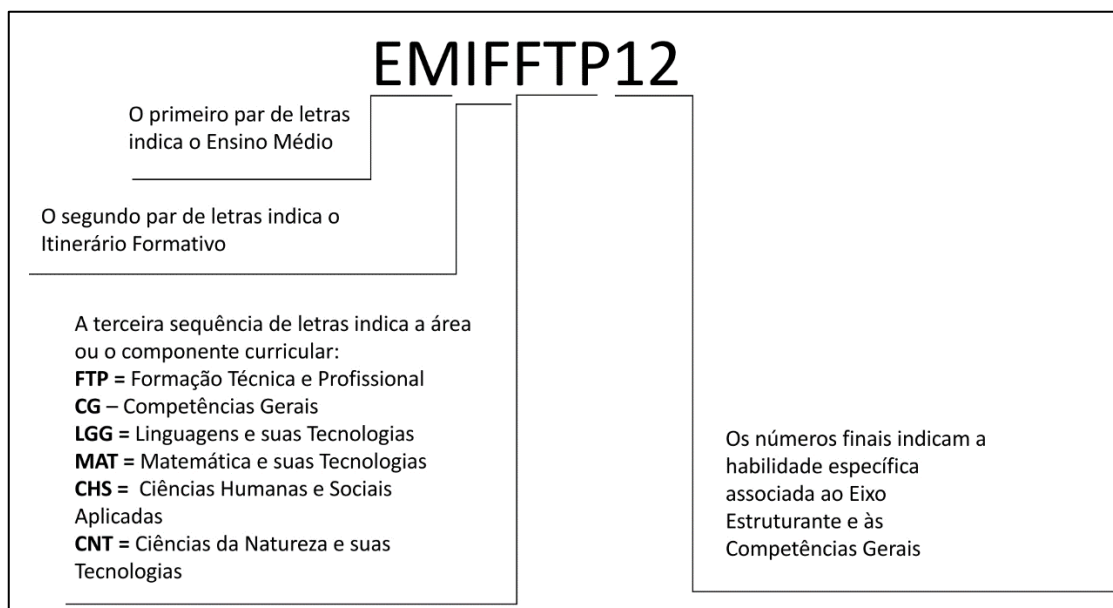 EMIFFTP12
O primeiro par de letras
indica o Ensino Médio
O segundo par de letras indica o
Itinerário Formativo
A terceira sequência de letras indica a área
ou o componente curricular:
FTP = Formação Técnica e Profissional
CG – Competências Gerais
LGG = Linguagens e suas Tecnologias
MAT = Matemática e suas Tecnologias
CHS = Ciências Humanas e Sociais
Aplicadas
CNT = Ciências da Natureza e suas
Tecnologias
Os números finais indicam a
habilidade específica
associada ao Eixo
Estruturante e às
Competências Gerais